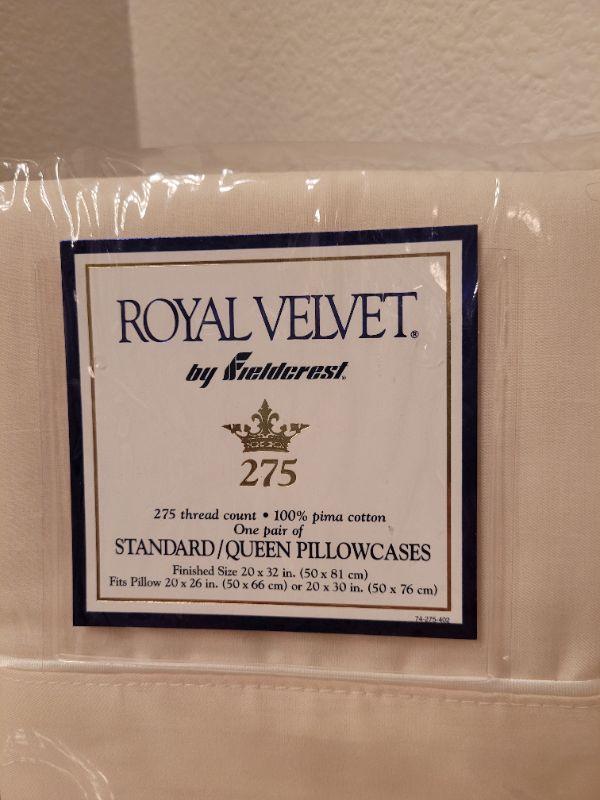 ROYAL VELVET®
by Fieldcrest®
275
275 thread count • 100% pima cotton
One pair of
STANDARD/QUEEN PILLOWCASES
Finished Size 20 x 32 in. (50 x 81 cm)
Fits Pillow 20 x 26 in. (50 x 66 cm) or 20 x 30 in. (50 x 76 cm)
74-275-402